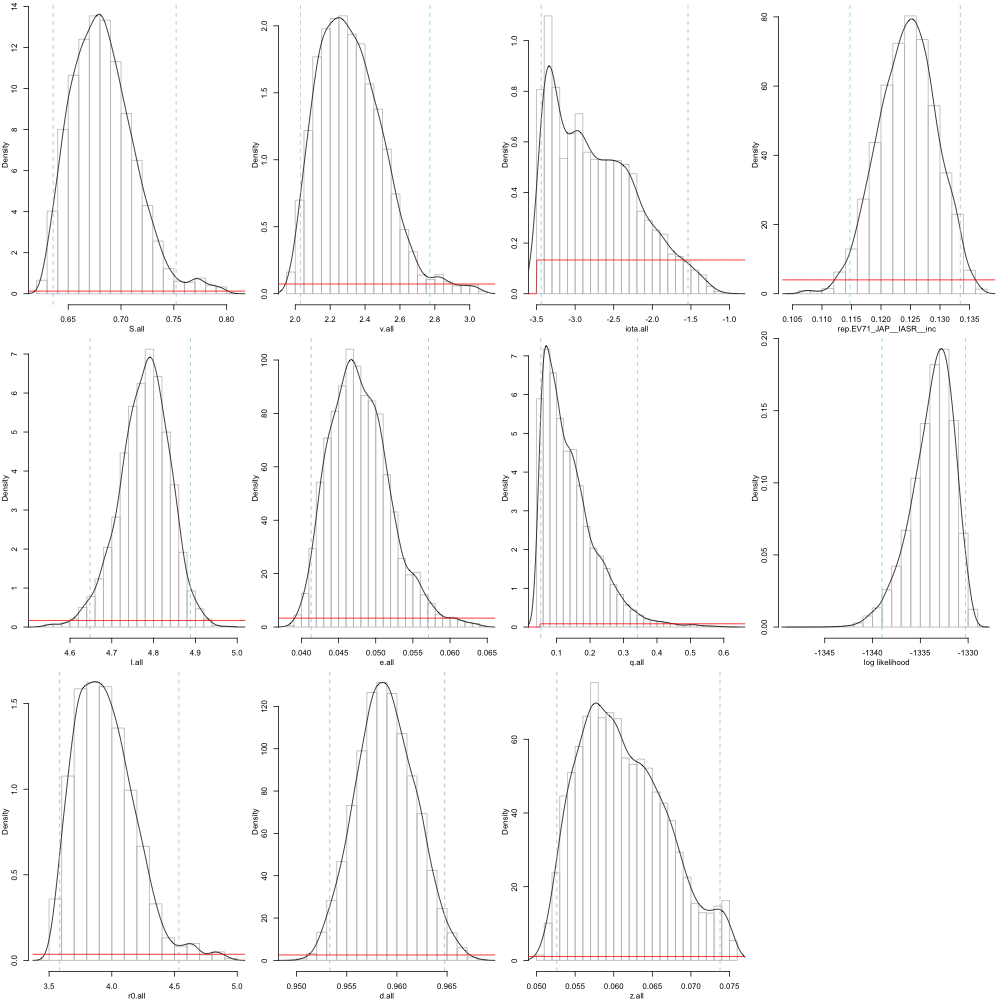 Density
0 2 4 6 8 10 12 14
0.65 0.70 0.75 0.80
S.all
Density
0.0 0.5 1.0 1.5 2.0
2.0 2.2 2.4 2.6 2.8 3.0
v.all
Density
0.0 0.2 0.4 0.6 0.8 1.0
-3.5 -3.0 -2.5 -2.0 -1.5 -1.0
iota.all
Density
0 20 40 60 80
0.105 0.110 0.115 0.120 0.125 0.130 0.135
rep.EV71_JAP__IASR__inc
Density
0 1 2 3 4 5 6 7
4.6 4.7 4.8 4.9 5.0
l.all
Density
0 20 40 60 80 100
0.040 0.045 0.050 0.055 0.060 0.065
e.all
Density
0 1 2 3 4 5 6 7
0.1 0.2 0.3 0.4 0.5 0.6
q.all
Density
0.00 0.05 0.10 0.15 0.20
-1345 -1340 -1335 -1330
log likelihood
Density
0.0 0.5 1.0 1.5
3.5 4.0 4.5 5.0
r0.all
Density
0 20 40 60 80 100 120
0.950 0.955 0.960 0.965
d.all
Density
0 20 40 60
0.050 0.055 0.060 0.065 0.070 0.075
z.all